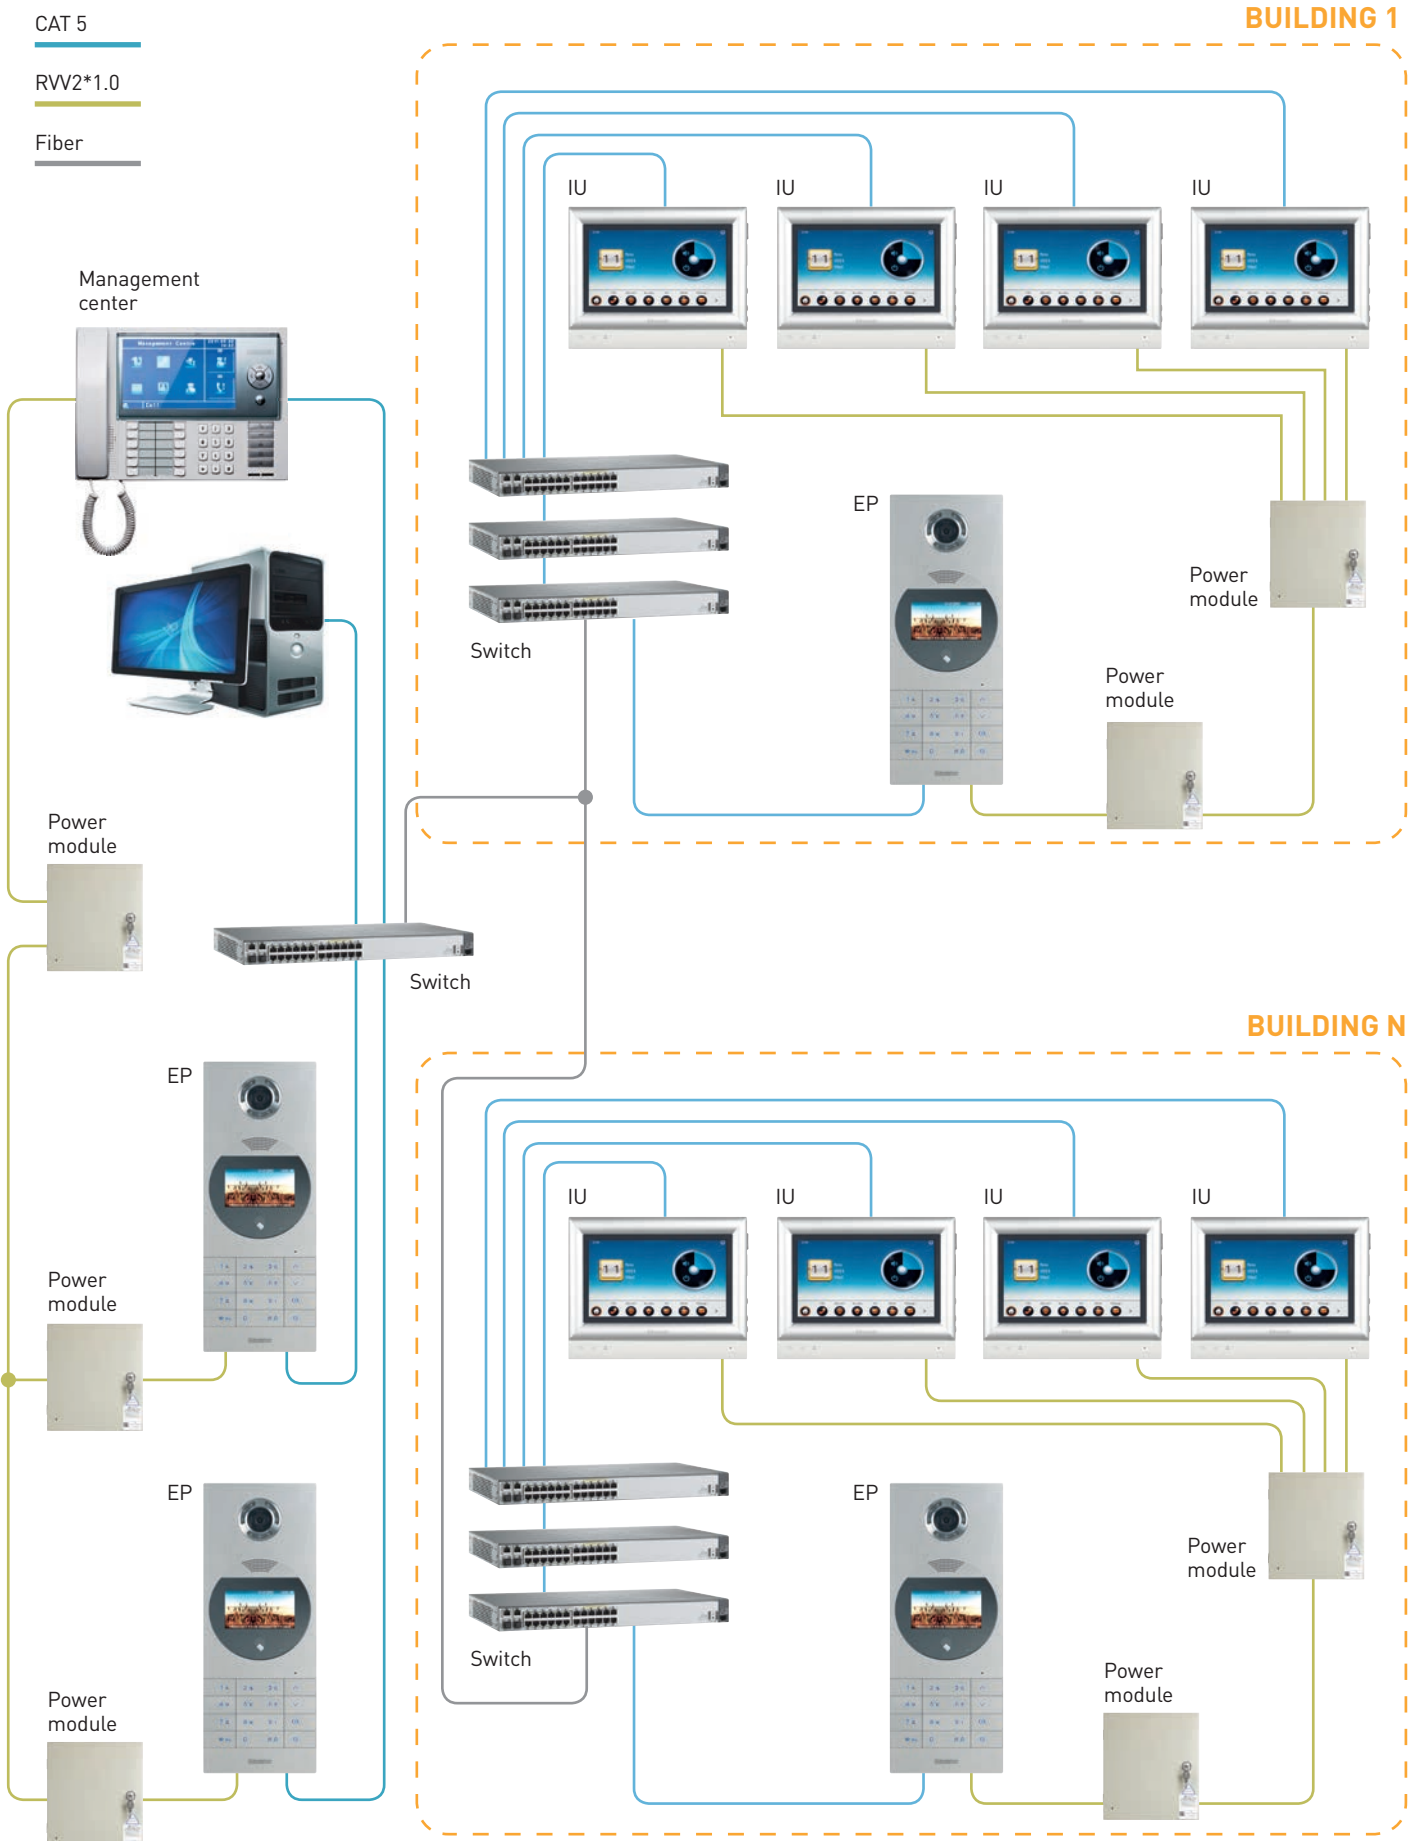 CAT 5
RVV2*1.0
Fiber
BUILDING 1
IU
IU
IU
IU
Management
center
Management Centre
EP
Power
module
Switch
Power
module
Power
module
Switch
BUILDING N
EP
IU
IU
IU
IU
Power
module
EP
EP
Power
module
Switch
Power
module
Power
module